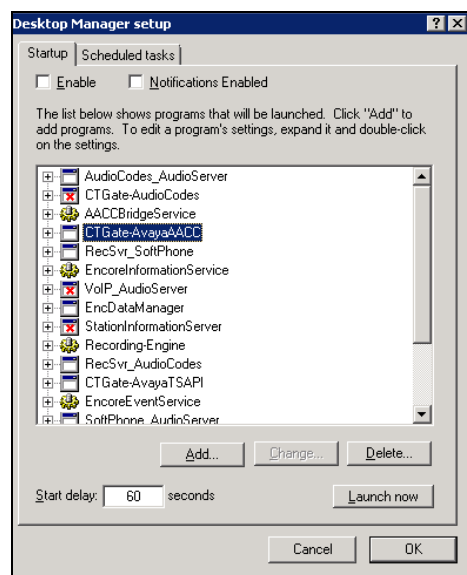 Desktop Manager setup
Startup
Scheduled tasks
Enable
Notifications Enabled
The list below shows programs that will be launched. Click "Add" to
add programs. To edit a program's settings, expand it and double-click
on the settings.
AudioCodes_AudioServer
CTGate-AudioCodes
AACCBridgeService
CTGate-AvayaAACC
RecSvr_SoftPhone
EncoreInformationService
VoIP_AudioServer
EncDataManager
StationInformationServer
Recording-Engine
RecSvr_AudioCodes
CTGate-AvayaTSAPI
EncoreEventService
SoftPhone_AudioServer
Add...
Change...
Delete...
Start delay: 60 seconds
Launch now
Cancel
OK